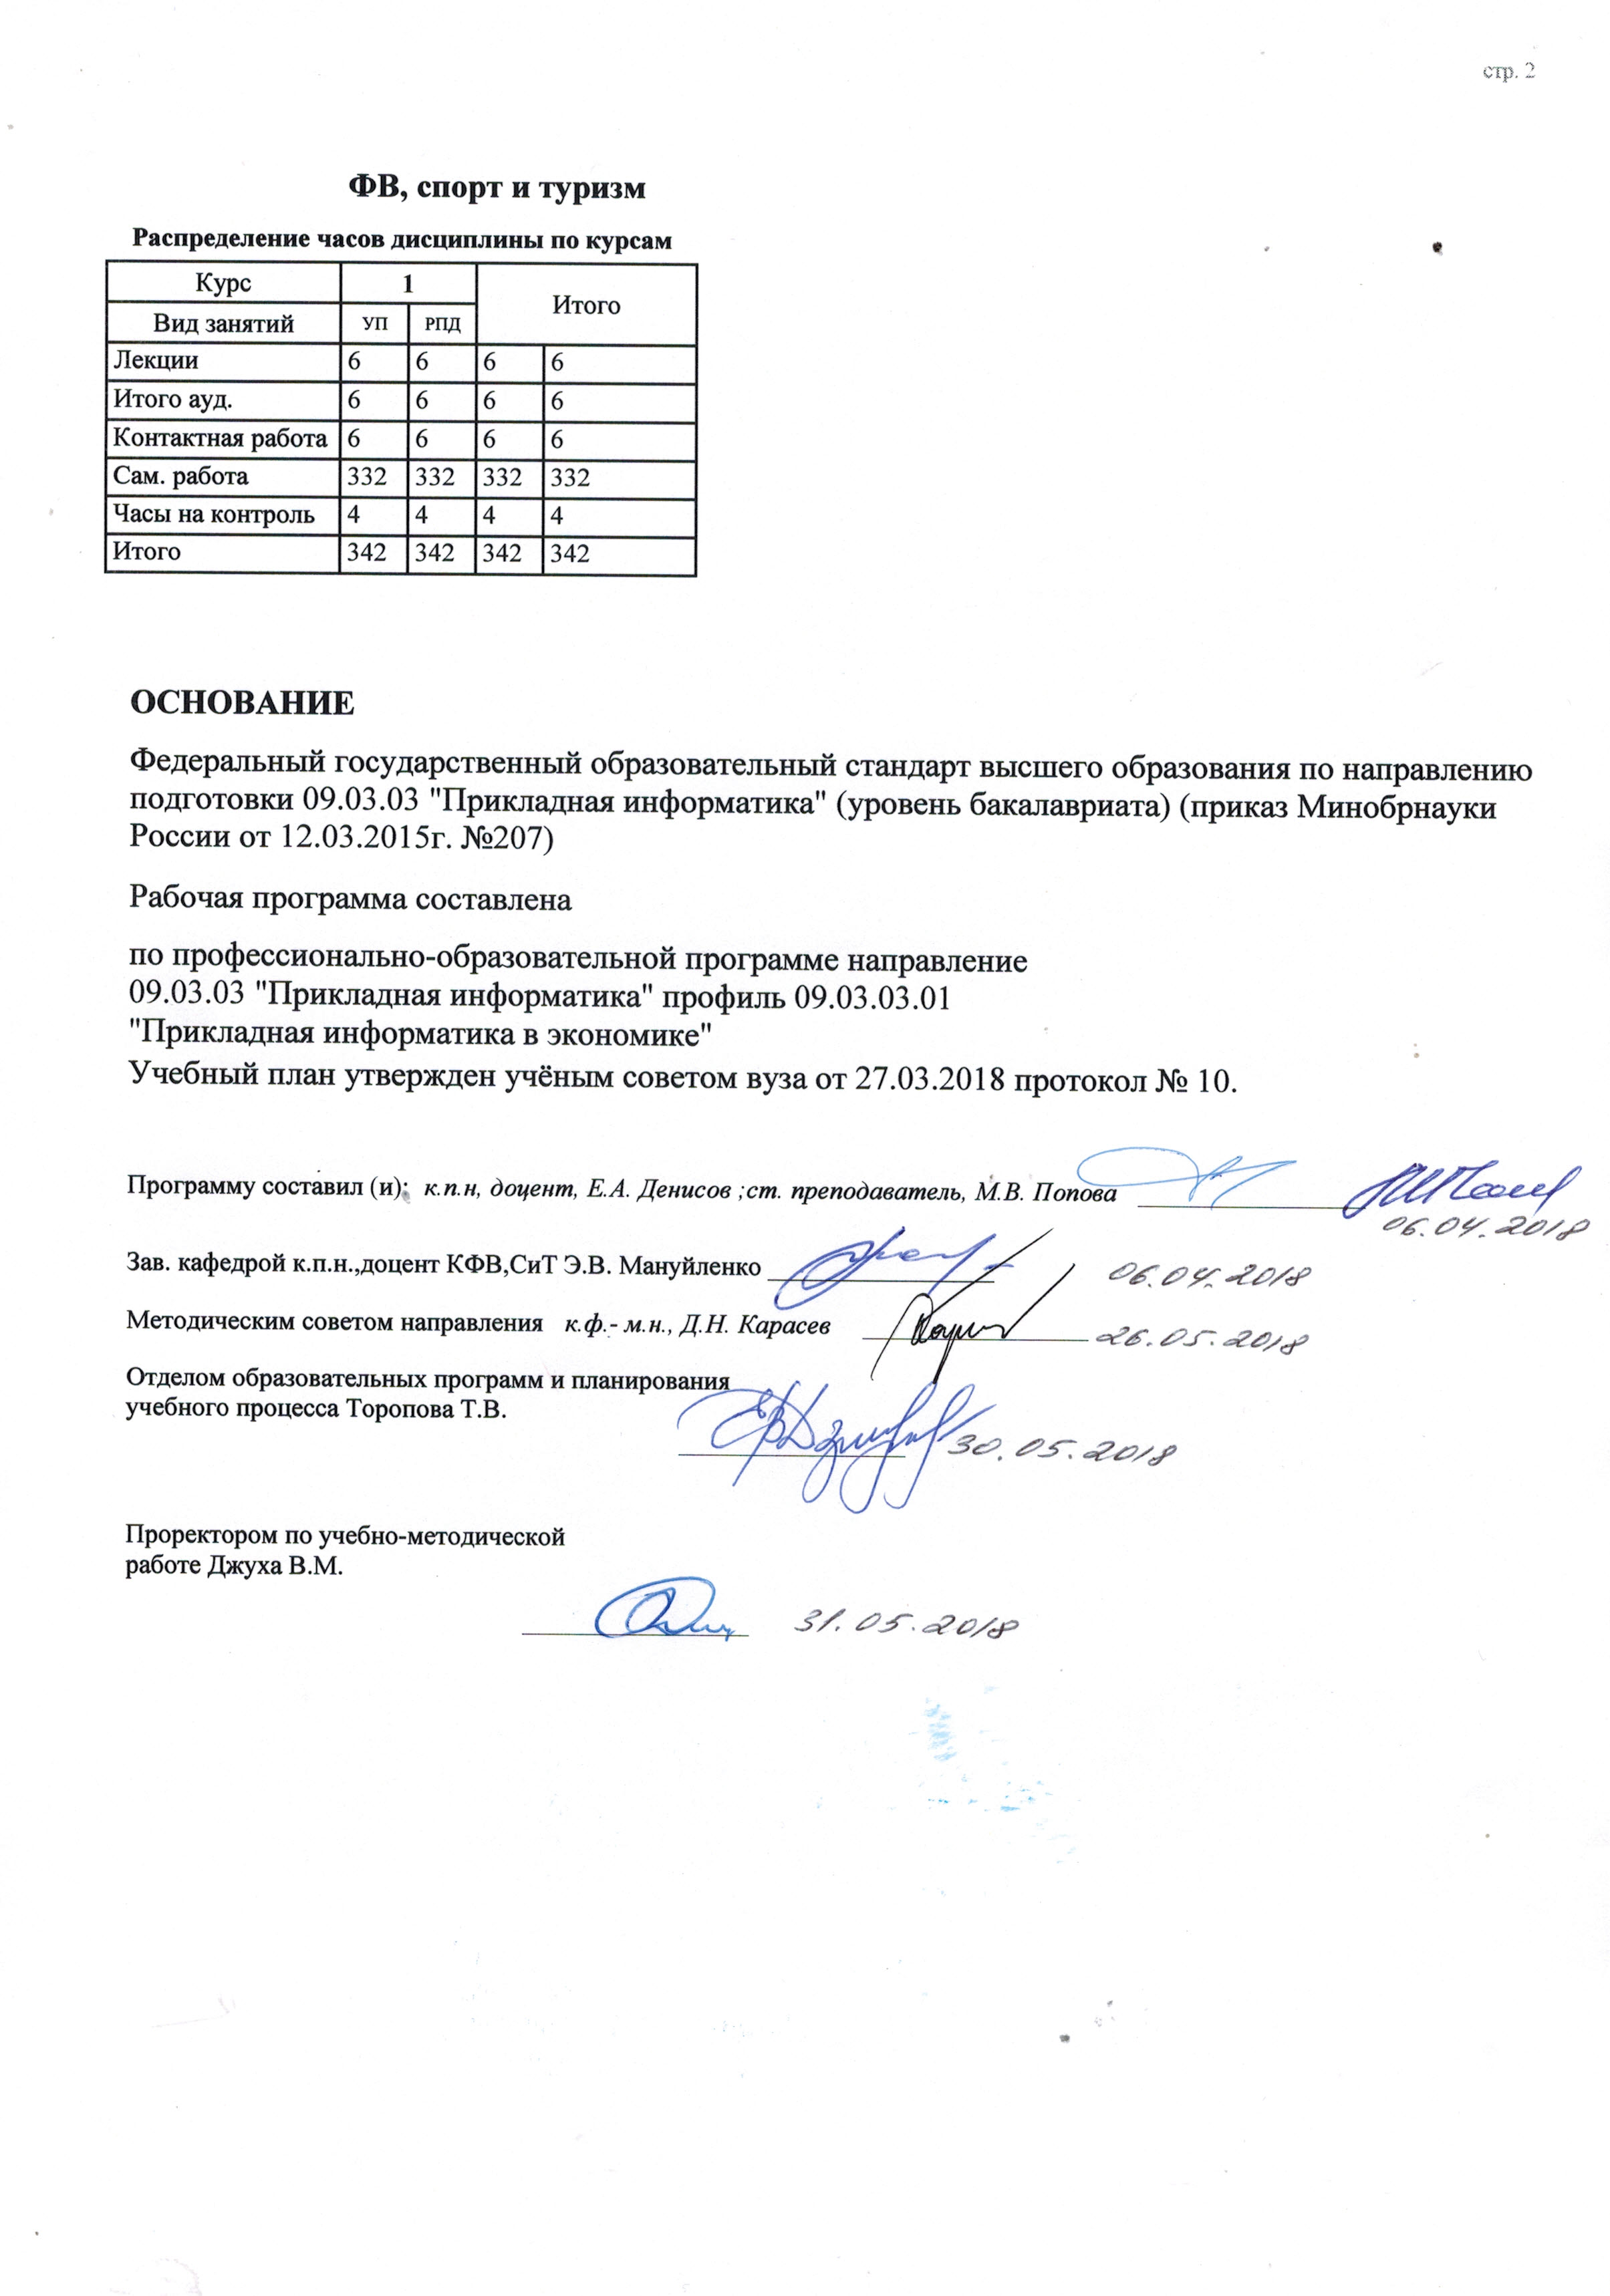 стр. 2
ФВ, спорт и туризм
Распределение часов дисциплины по курсам
Курс 1 Итого
Вид занятий УП РПД
Лекции 6 6 6 6
Итого ауд. 6 6 6 6
Контактная работа 6 6 6 6
Сам. работа 332 332 332 332
Часы на контроль 4 4 4 4
Итого 342 342 342 342
ОСНОВАНИЕ
Федеральный государственный образовательный стандарт высшего образования по направлению
подготовки 09.03.03 "Прикладная информатика" (уровень бакалавриата) (приказ Минобрнауки
России от 12.03.2015г. №207)
Рабочая программа составлена
по профессионально-образовательной программе направление
09.03.03 "Прикладная информатика" профиль 09.03.03.01
"Прикладная информатика в экономике"
Учебный план утвержден учёным советом вуза от 27.03.2018 протокол № 10.
Программу составил (и): к.п.н, доцент, Е.А. Денисов ;ст. преподаватель, М.В. Попова
06.04.2018
Зав. кафедрой к.п.н.,доцент КФВ,СиТ Э.В. Мануйленко 06.04.2018
Методическим советом направления к.ф.- м.н., Д.Н. Карасев 26.05.2018
Отделом образовательных программ и планирования
учебного процесса Торопова Т.В.
30.05.2018
Проректором по учебно-методической
работе Джуха В.М.
31.05.2018